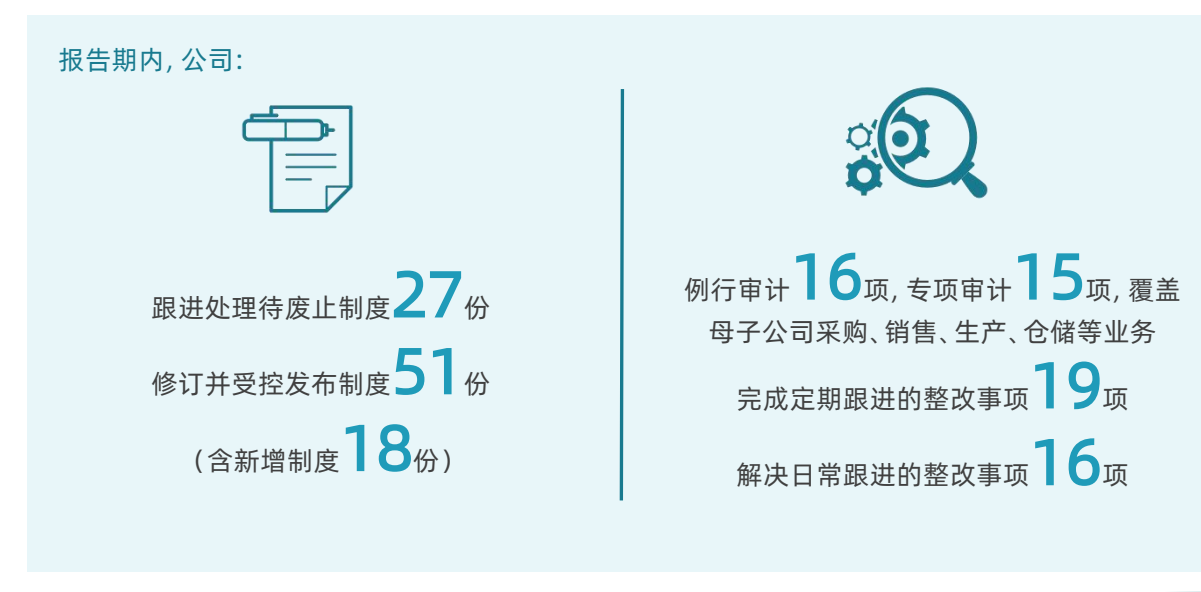 报告期内, 公司:
跟进处理待废止制度27份
修订并受控发布制度51份
（含新增制度18份）
例行审计16项, 专项审计15项, 覆盖
母子公司采购、销售、生产、仓储等业务
完成定期跟进的整改事项19项
解决日常跟进的整改事项16项